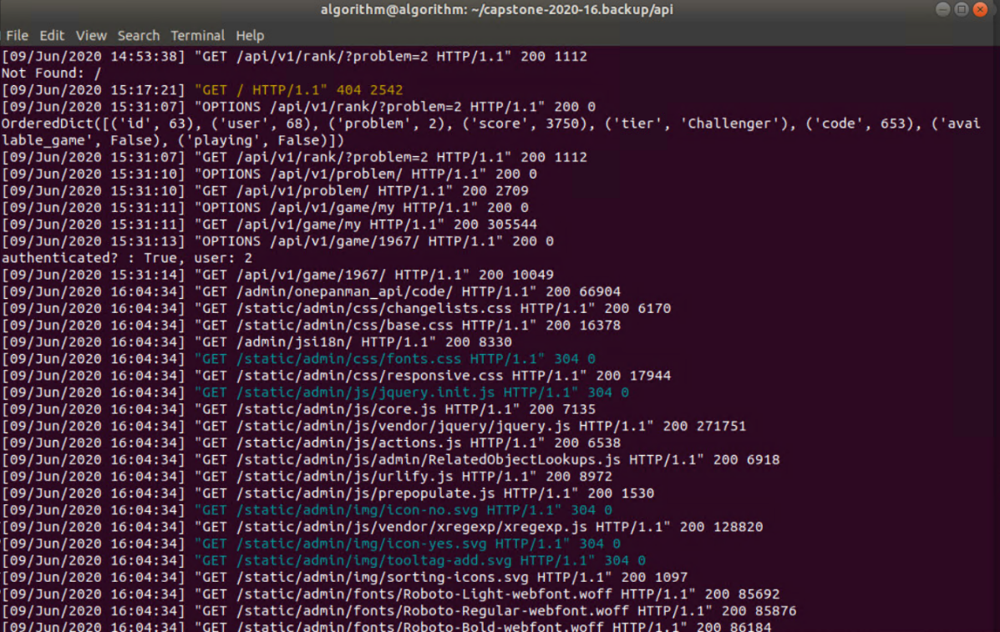 algorithm@algorithm: ~/capstone-2020-16.backup/api
File Edit View Search Terminal Help
[09/Jun/2020 14:53:38] "GET /api/v1/rank/?problem=2 HTTP/1.1" 200 1112
Not Found: /
[09/Jun/2020 15:17:21] "GET / HTTP/1.1" 404 2542
[09/Jun/2020 15:31:07] "OPTIONS /api/v1/rank/?problem=2 HTTP/1.1" 200 0
OrderedDict([('id', 63), ('user', 68), ('problem', 2), ('score', 3750), ('tier', 'Challenger'), ('code', 653), ('avai
lable_game', False), ('playing', False)])
[09/Jun/2020 15:31:07] "GET /api/v1/rank/?problem=2 HTTP/1.1" 200 1112
[09/Jun/2020 15:31:10] "OPTIONS /api/v1/problem/ HTTP/1.1" 200 0
[09/Jun/2020 15:31:10] "GET /api/v1/problem/ HTTP/1.1" 200 2709
[09/Jun/2020 15:31:11] "OPTIONS /api/v1/game/my HTTP/1.1" 200 0
[09/Jun/2020 15:31:11] "GET /api/v1/game/my HTTP/1.1" 200 305544
[09/Jun/2020 15:31:13] "OPTIONS /api/v1/game/1967/ HTTP/1.1" 200 0
authenticated? : True, user: 2
[09/Jun/2020 15:31:14] "GET /api/v1/game/1967/ HTTP/1.1" 200 10049
[09/Jun/2020 16:04:34] "GET /admin/onepanman_api/code/ HTTP/1.1" 200 66904
[09/Jun/2020 16:04:34] "GET /static/admin/css/changelists.css HTTP/1.1" 200 6170
[09/Jun/2020 16:04:34] "GET /static/admin/css/base.css HTTP/1.1" 200 16378
[09/Jun/2020 16:04:34] "GET /admin/jsi18n/ HTTP/1.1" 200 8330
[09/Jun/2020 16:04:34] "GET /static/admin/css/fonts.css HTTP/1.1" 304 0
[09/Jun/2020 16:04:34] "GET /static/admin/css/responsive.css HTTP/1.1" 200 17944
[09/Jun/2020 16:04:34] "GET /static/admin/js/jquery.init.js HTTP/1.1" 304 0
[09/Jun/2020 16:04:34] "GET /static/admin/js/core.js HTTP/1.1" 200 7135
[09/Jun/2020 16:04:34] "GET /static/admin/js/vendor/jquery/jquery.js HTTP/1.1" 200 271751
[09/Jun/2020 16:04:34] "GET /static/admin/js/actions.js HTTP/1.1" 200 6538
[09/Jun/2020 16:04:34] "GET /static/admin/js/admin/RelatedObjectLookups.js HTTP/1.1" 200 6918
[09/Jun/2020 16:04:34] "GET /static/admin/js/urlify.js HTTP/1.1" 200 8972
[09/Jun/2020 16:04:34] "GET /static/admin/js/prepopulate.js HTTP/1.1" 200 1530
[09/Jun/2020 16:04:34] "GET /static/admin/img/icon-no.svg HTTP/1.1" 304 0
[09/Jun/2020 16:04:34] "GET /static/admin/js/vendor/xregexp/xregexp.js HTTP/1.1" 200 128820
[09/Jun/2020 16:04:34] "GET /static/admin/img/icon-yes.svg HTTP/1.1" 304 0
[09/Jun/2020 16:04:34] "GET /static/admin/img/tooltag-add.svg HTTP/1.1" 304 0
[09/Jun/2020 16:04:34] "GET /static/admin/img/sorting-icons.svg HTTP/1.1" 200 1097
[09/Jun/2020 16:04:34] "GET /static/admin/fonts/Roboto-Light-webfont.woff HTTP/1.1" 200 85692
[09/Jun/2020 16:04:34] "GET /static/admin/fonts/Roboto-Regular-webfont.woff HTTP/1.1" 200 85876
[09/Jun/2020 16:04:34] "GET /static/admin/fonts/Roboto-Bold-webfont.woff HTTP/1.1" 200 86184